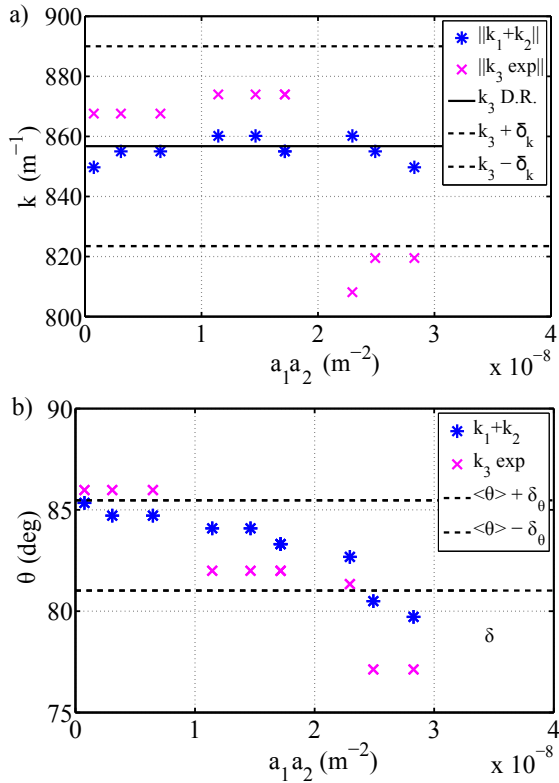 a)
900
880
860
840
820
800
k (m⁻¹)
||k₁+k₂||
||k₃ exp||
k₃ D.R.
k₃ + δₖ
k₃ − δₖ
0 1 2 3 4
a₁a₂ (m⁻²)
x 10⁻⁸
b)
90
85
80
75
θ (deg)
k₁+k₂
k₃ exp
<θ> + δ_θ
<θ> − δ_θ
δ
0 1 2 3 4
a₁a₂ (m⁻²)
x 10⁻⁸